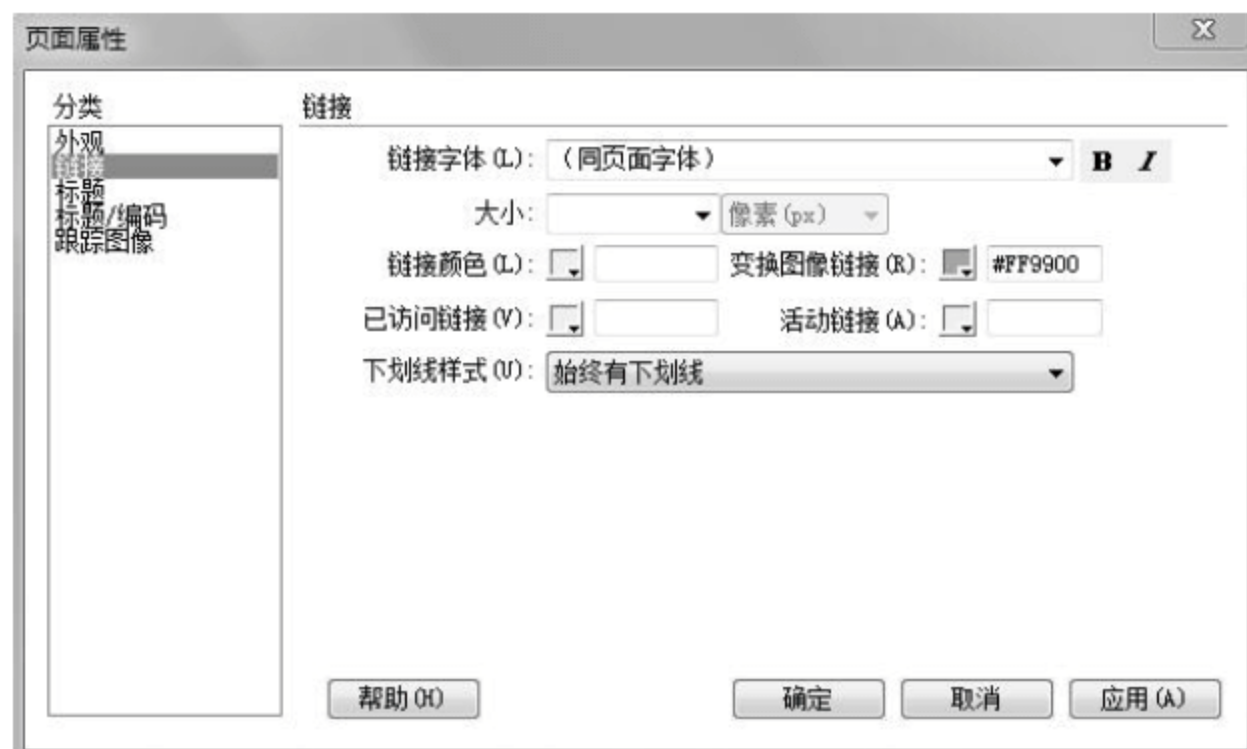 页面属性
分类
外观
链接
标题
标题/编码
跟踪图像
链接
链接字体(L): (同页面字体) B I
大小: 像素(px)
链接颜色(L): 变换图像链接(R): #FF9900
已访问链接(V): 活动链接(A):
下划线样式(U): 始终有下划线
帮助(H) 确定 取消 应用(A)